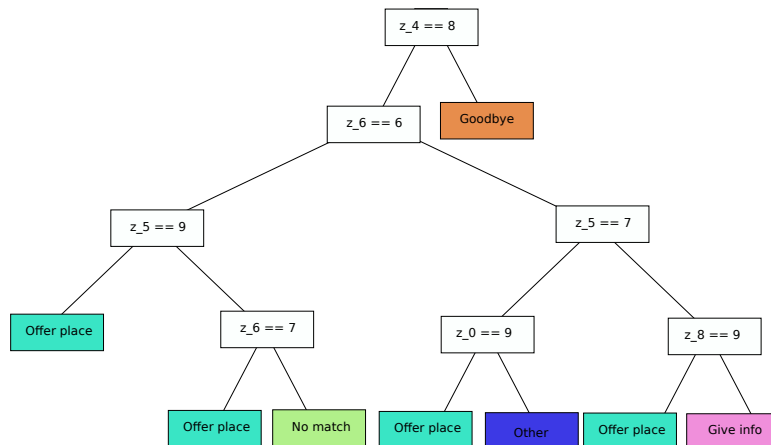 z_4 == 8
z_6 == 6
Goodbye
z_5 == 9
z_5 == 7
Offer place
z_6 == 7
z_0 == 9
z_8 == 9
Offer place
No match
Offer place
Other
Offer place
Give info